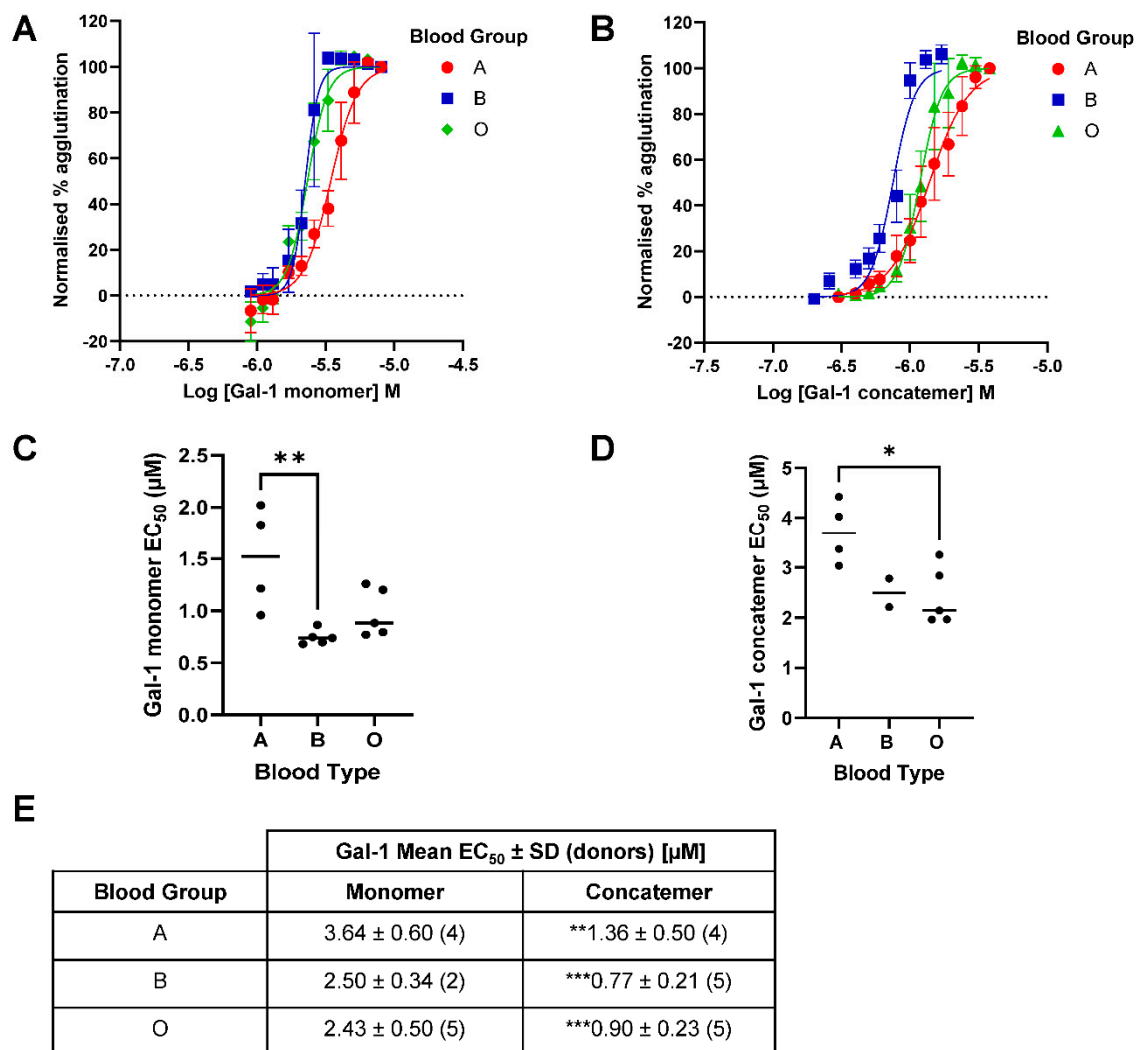 A
Normalised % agglutination
120
100
80
60
40
20
0
-20
-7.0 -6.5 -6.0 -5.5 -5.0 -4.5
Log [Gal-1 monomer] M
Blood Group
A
B
O
B
Normalised % agglutination
120
100
80
60
40
20
0
-20
-7.5 -7.0 -6.5 -6.0 -5.5 -5.0
Log [Gal-1 concatemer] M
Blood Group
A
B
O
C
Gal-1 monomer EC₅₀ (µM)
2.5
2.0
1.5
1.0
0.5
0.0
**
A B O
Blood Type
D
Gal-1 concatemer EC₅₀ (µM)
5
4
3
2
1
0
*
A B O
Blood Type
E
Gal-1 Mean EC₅₀ ± SD (donors) [µM]
Blood Group Monomer Concatemer
A 3.64 ± 0.60 (4) **1.36 ± 0.50 (4)
B 2.50 ± 0.34 (2) ***0.77 ± 0.21 (5)
O 2.43 ± 0.50 (5) ***0.90 ± 0.23 (5)